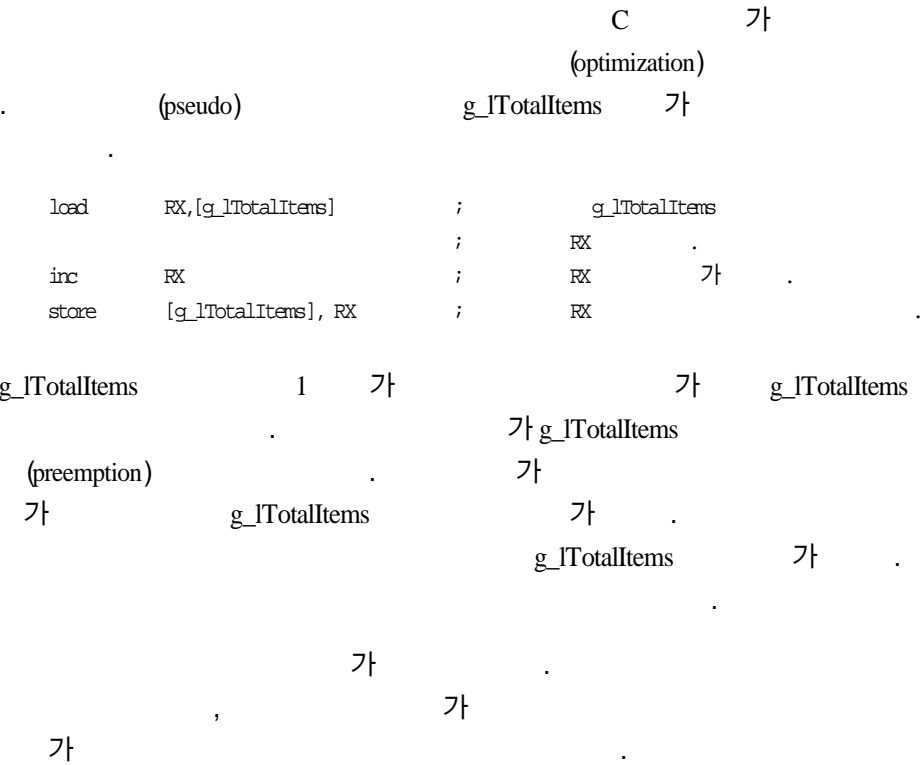 C 가
(optimization)
. (pseudo) g_lTotalItems 가
.
load RX,[g_lTotalItems] ; g_lTotalItems
; RX .
inc RX ; RX 가 .
store [g_lTotalItems], RX ; RX .
g_lTotalItems 1 가 가 g_lTotalItems
. 가 g_lTotalItems
(preemption) . 가
가 g_lTotalItems 가 .
g_lTotalItems 가 .
.
가 .
, 가
가 .